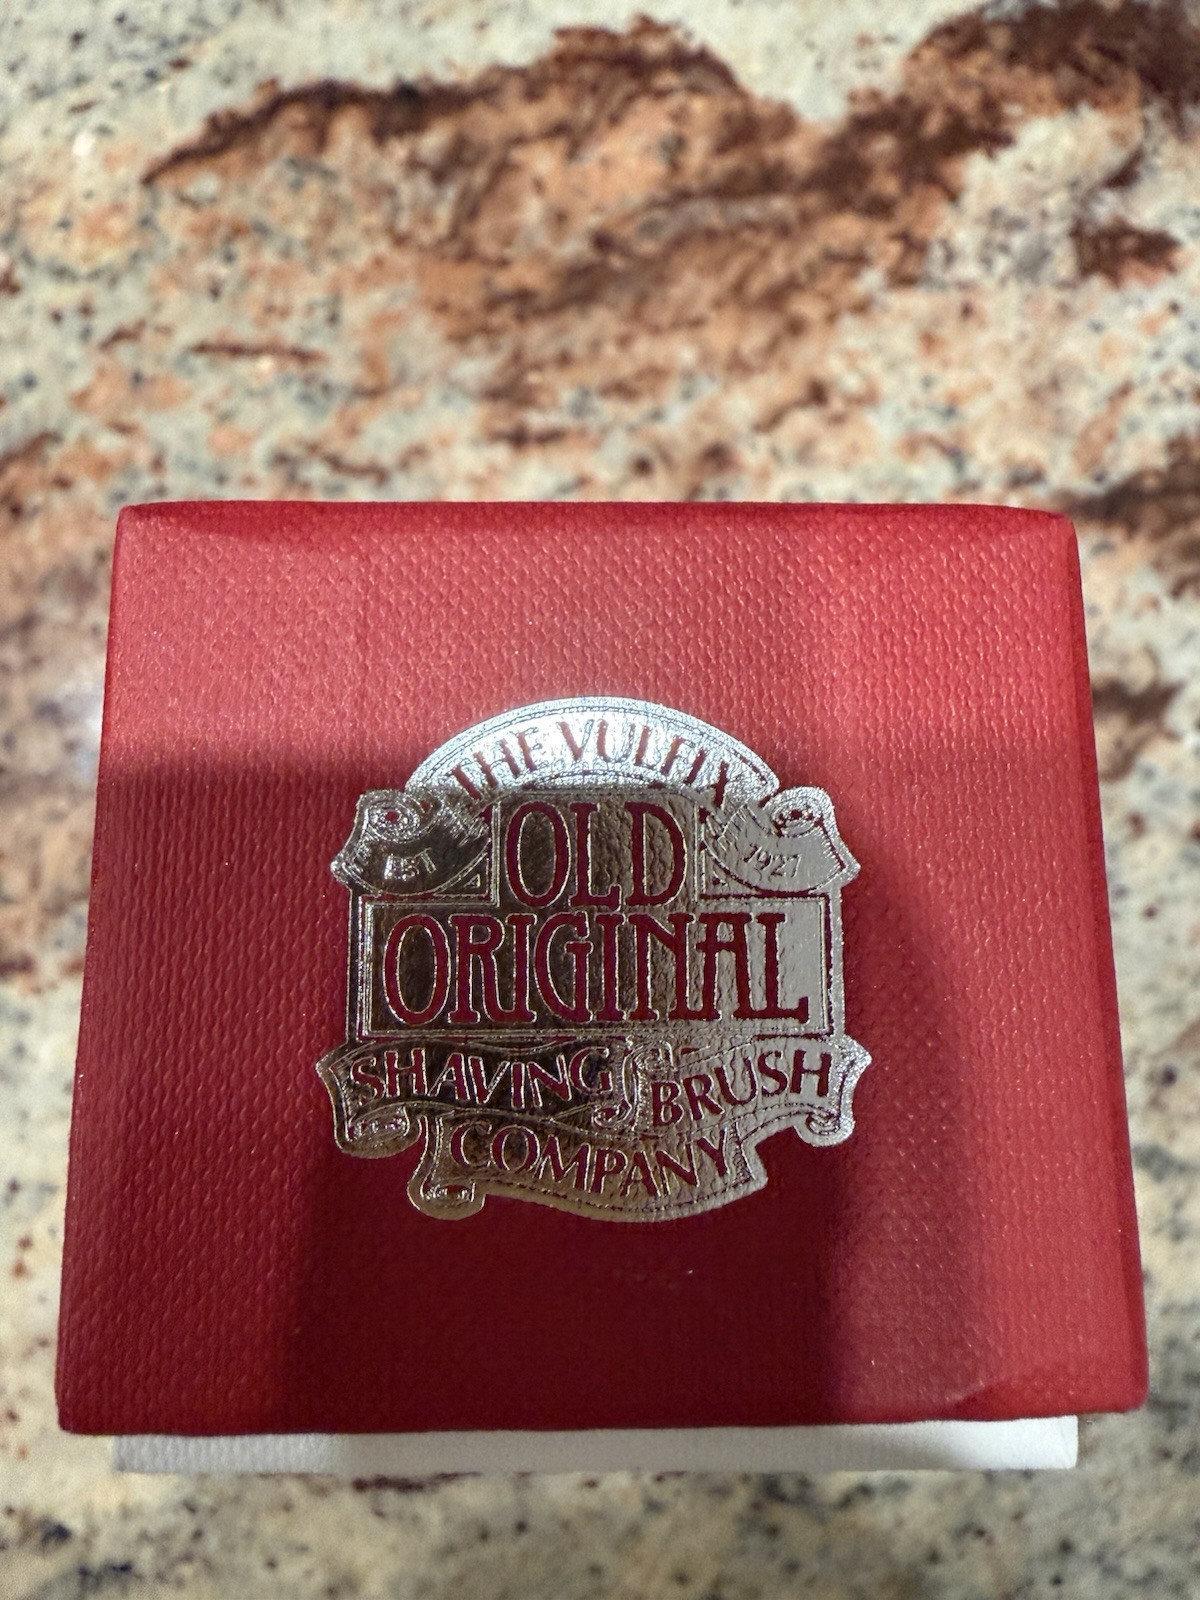 THE VULFIX
EST 1921
OLD
ORIGINAL
SHAVING BRUSH
COMPANY